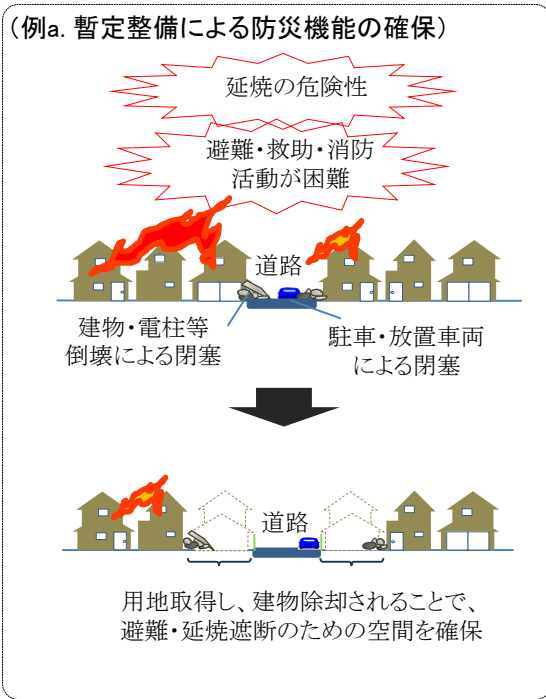 (例a. 暫定整備による防災機能の確保)
延焼の危険性
避難・救助・消防
活動が困難
道路
建物・電柱等
倒壊による閉塞
駐車・放置車両
による閉塞
道路
用地取得し、建物除却されることで、
避難・延焼遮断のための空間を確保